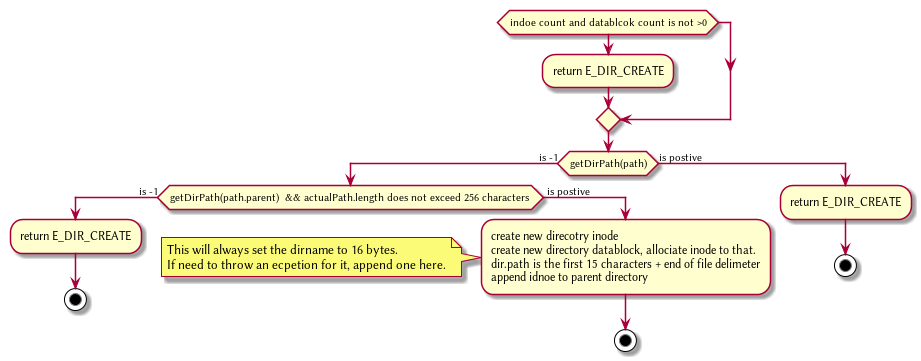 indoe count and datablcok count is not >0
return E_DIR_CREATE
is -1
getDirPath(path)
is postive
is -1
getDirPath(path.parent) && actualPath.length does not exceed 256 characters
is postive
return E_DIR_CREATE
return E_DIR_CREATE
This will always set the dirname to 16 bytes.
If need to throw an ecpetion for it, append one here.
create new direcotry inode
create new directory datablock, allociate inode to that.
dir.path is the first 15 characters + end of file delimeter
append idnoe to parent directory